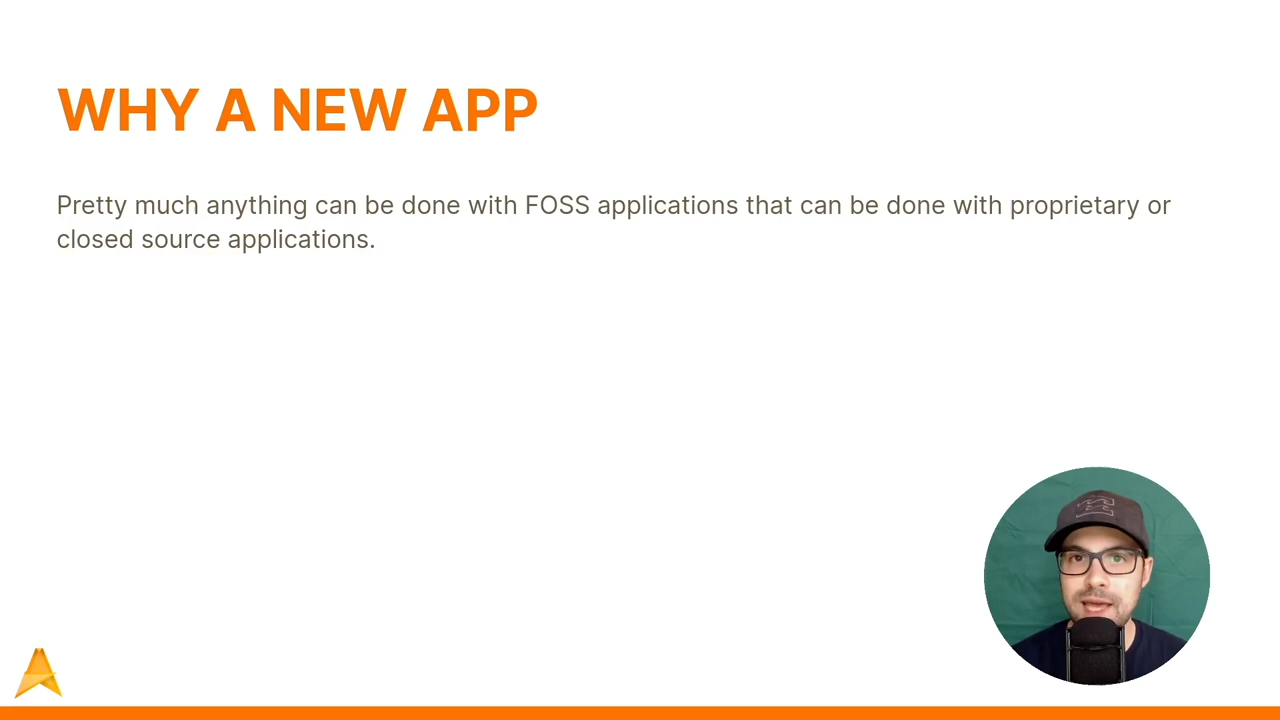 WHY A NEW APP
Pretty much anything can be done with FOSS applications that can be done with proprietary or
closed source applications.